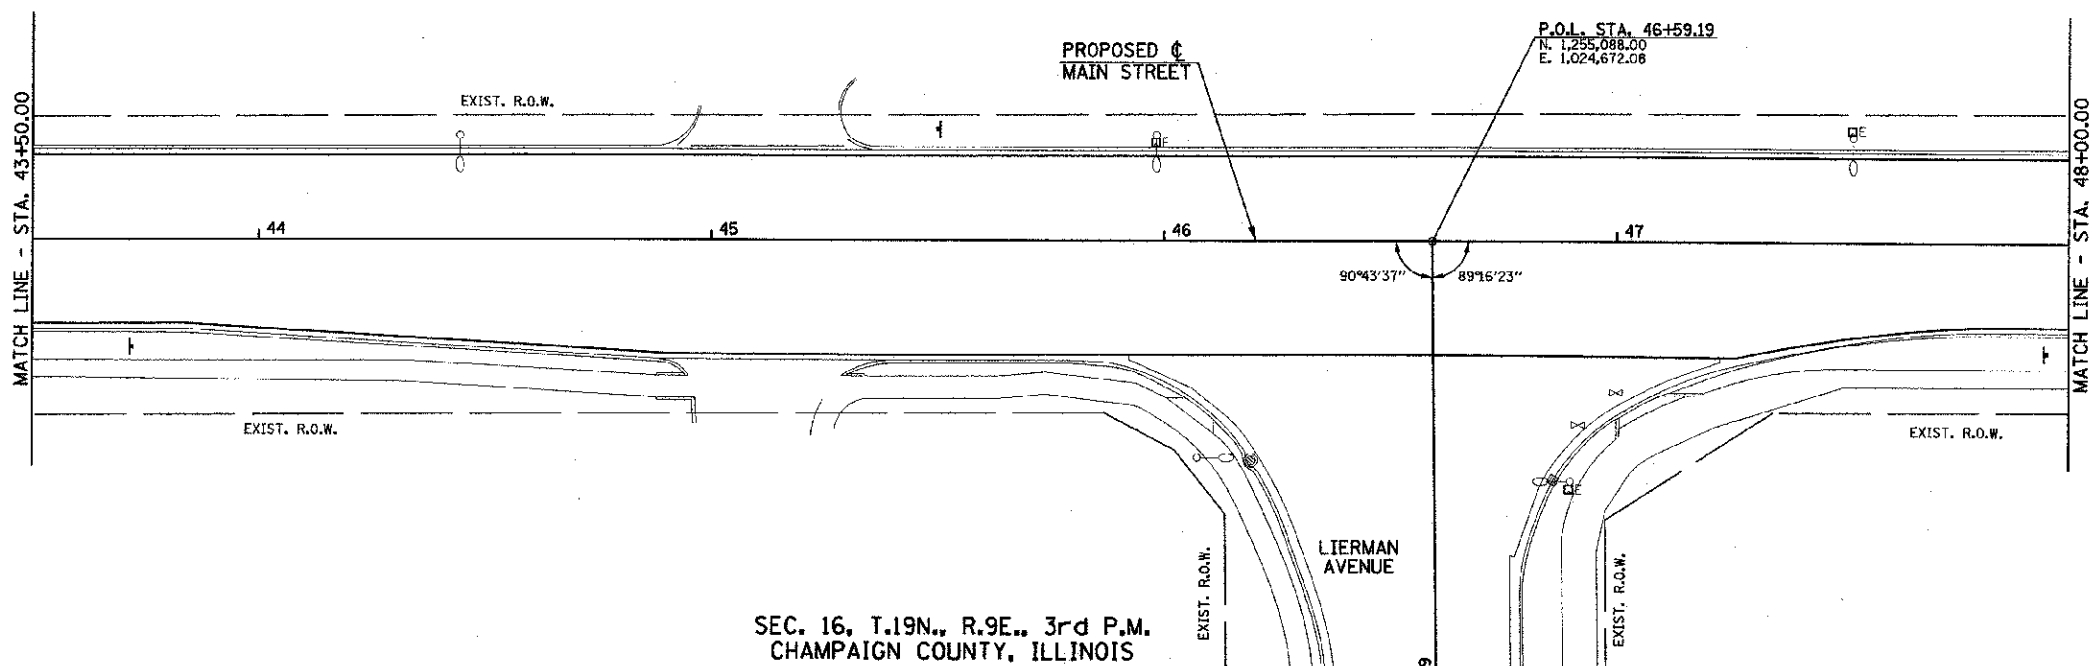 P.O.L. STA. 46+59.19
N. 1,255,088.00
E. 1,024,672.08
PROPOSED ℄
MAIN STREET
EXIST. R.O.W.
MATCH LINE - STA. 43+50.00
MATCH LINE - STA. 48+00.00
E
E
44
45
46
47
90°43'37"
89°16'23"
EXIST. R.O.W.
EXIST. R.O.W.
E
LIERMAN
AVENUE
EXIST. R.O.W.
EXIST. R.O.W.
SEC. 16, T.19N., R.9E., 3rd P.M.
CHAMPAIGN COUNTY, ILLINOIS